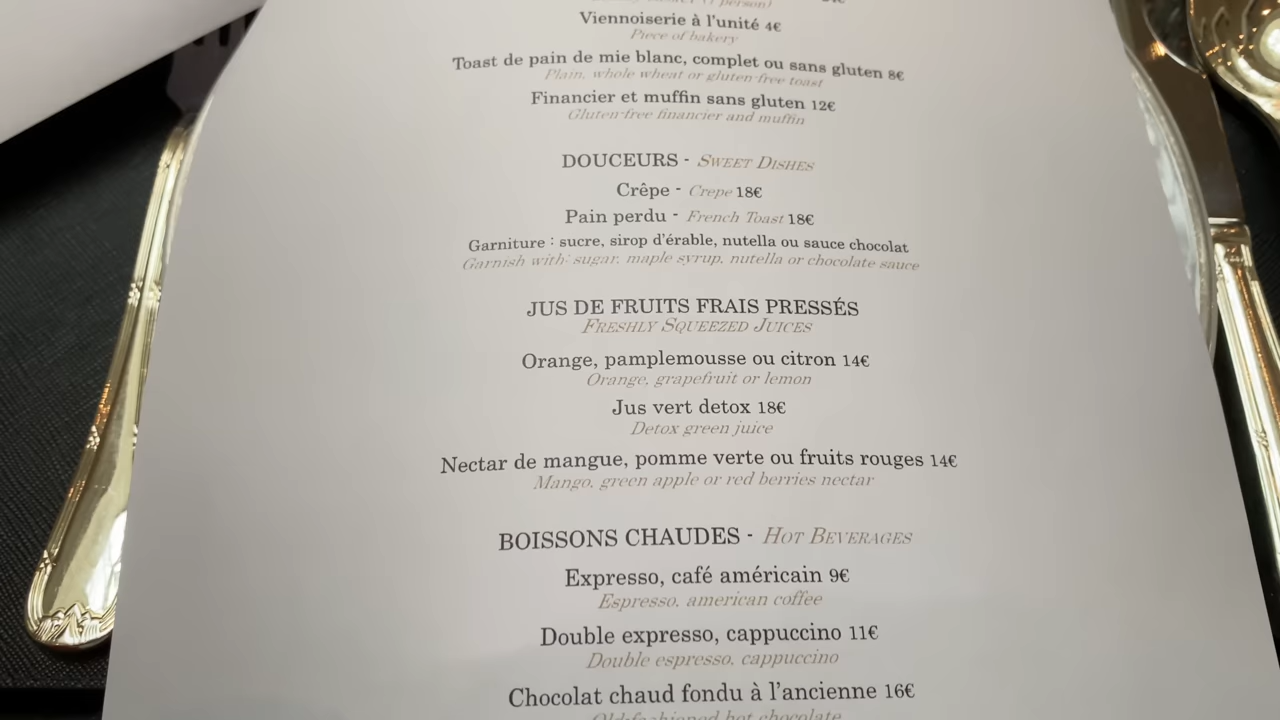 Viennoiserie à l'unité 4€
Piece of bakery
Toast de pain de mie blanc, complet ou sans gluten 8€
Plain, whole wheat or gluten-free toast
Financier et muffin sans gluten 12€
Gluten-free financier and muffin
DOUCEURS - Sweet Dishes
Crêpe - Crepe 18€
Pain perdu - French Toast 18€
Garniture : sucre, sirop d'érable, nutella ou sauce chocolat
Garnish with: sugar, maple syrup, nutella or chocolate sauce
JUS DE FRUITS FRAIS PRESSÉS
Freshly Squeezed Juices
Orange, pamplemousse ou citron 14€
Orange, grapefruit or lemon
Jus vert detox 18€
Detox green juice
Nectar de mangue, pomme verte ou fruits rouges 14€
Mango, green apple or red berries nectar
BOISSONS CHAUDES - Hot Beverages
Expresso, café américain 9€
Espresso, american coffee
Double expresso, cappuccino 11€
Double espresso, cappuccino
Chocolat chaud fondu à l'ancienne 16€
Old-fashioned hot chocolate